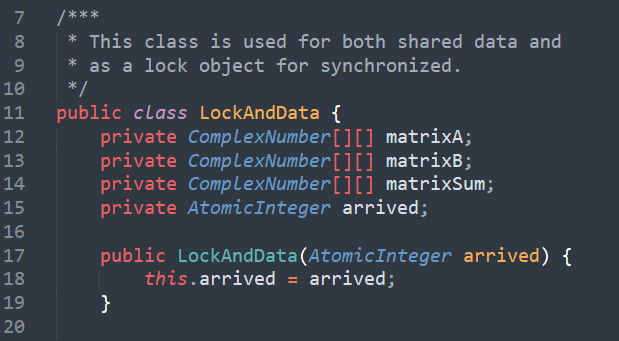 7 /***
8  * This class is used for both shared data and
9  * as a lock object for synchronized.
10  */
11 public class LockAndData {
12     private ComplexNumber[][] matrixA;
13     private ComplexNumber[][] matrixB;
14     private ComplexNumber[][] matrixSum;
15     private AtomicInteger arrived;
16
17     public LockAndData(AtomicInteger arrived) {
18         this.arrived = arrived;
19     }
20